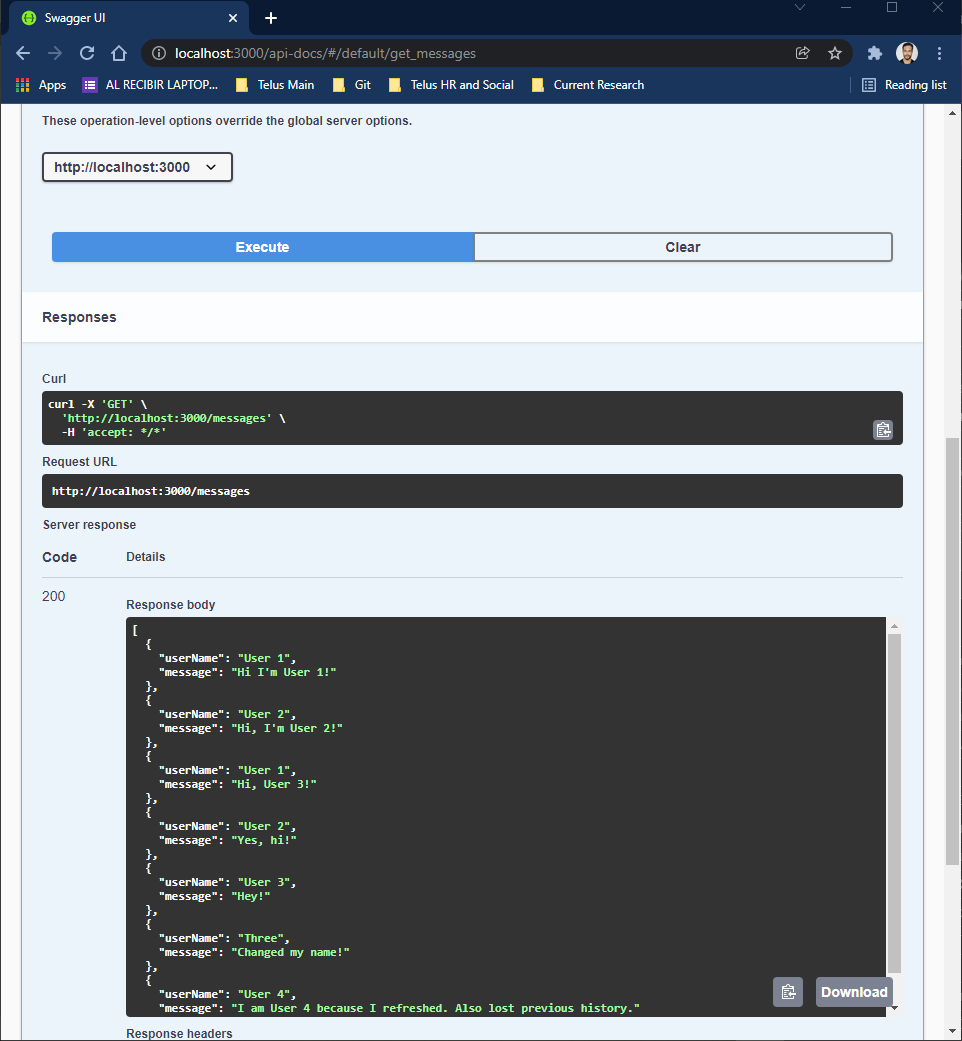 Swagger UI
localhost:3000/api-docs/#/default/get_messages
Apps AL RECIBIR LAPTOP... Telus Main Git Telus HR and Social Current Research Reading list
These operation-level options override the global server options.
http://localhost:3000
Execute Clear
Responses
Curl
curl -X 'GET' \
  'http://localhost:3000/messages' \
  -H 'accept: */*'
Request URL
http://localhost:3000/messages
Server response
Code Details
200
Response body
[
  {
    "userName": "User 1",
    "message": "Hi I'm User 1!"
  },
  {
    "userName": "User 2",
    "message": "Hi, I'm User 2!"
  },
  {
    "userName": "User 1",
    "message": "Hi, User 3!"
  },
  {
    "userName": "User 2",
    "message": "Yes, hi!"
  },
  {
    "userName": "User 3",
    "message": "Hey!"
  },
  {
    "userName": "Three",
    "message": "Changed my name!"
  },
  {
    "userName": "User 4",
    "message": "I am User 4 because I refreshed. Also lost previous history."
Download
Response headers